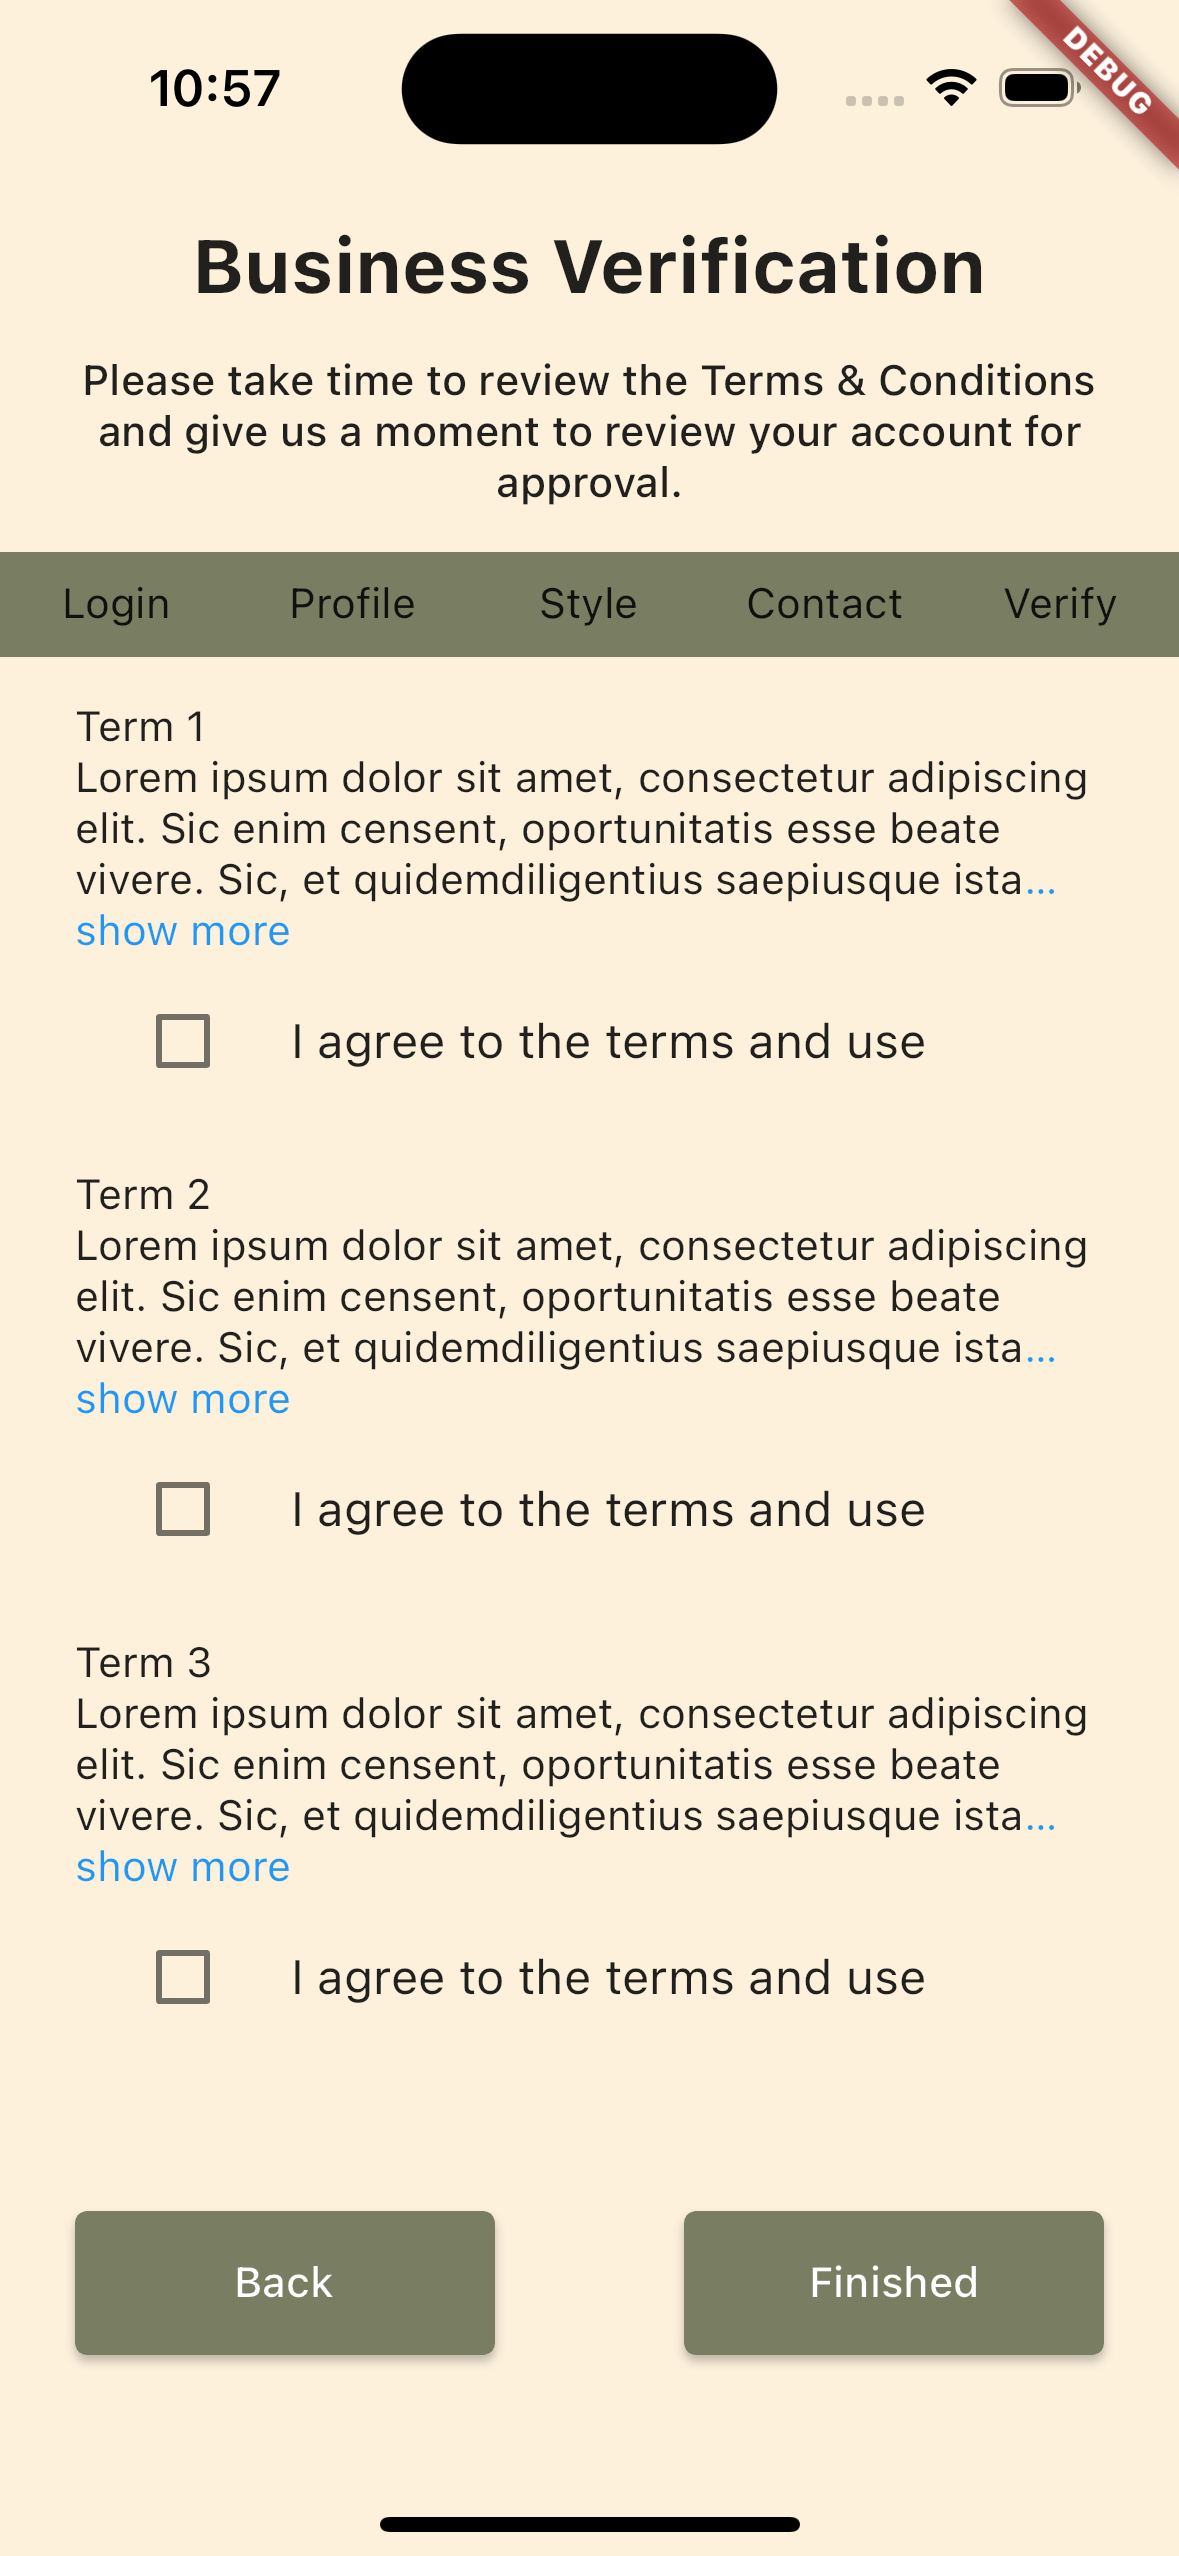 10:57
DEBUG
Business Verification
Please take time to review the Terms & Conditions
and give us a moment to review your account for
approval.
Login Profile Style Contact Verify
Term 1
Lorem ipsum dolor sit amet, consectetur adipiscing
elit. Sic enim censent, oportunitatis esse beate
vivere. Sic, et quidemdiligentius saepiusque ista...
show more
I agree to the terms and use
Term 2
Lorem ipsum dolor sit amet, consectetur adipiscing
elit. Sic enim censent, oportunitatis esse beate
vivere. Sic, et quidemdiligentius saepiusque ista...
show more
I agree to the terms and use
Term 3
Lorem ipsum dolor sit amet, consectetur adipiscing
elit. Sic enim censent, oportunitatis esse beate
vivere. Sic, et quidemdiligentius saepiusque ista...
show more
I agree to the terms and use
Back Finished